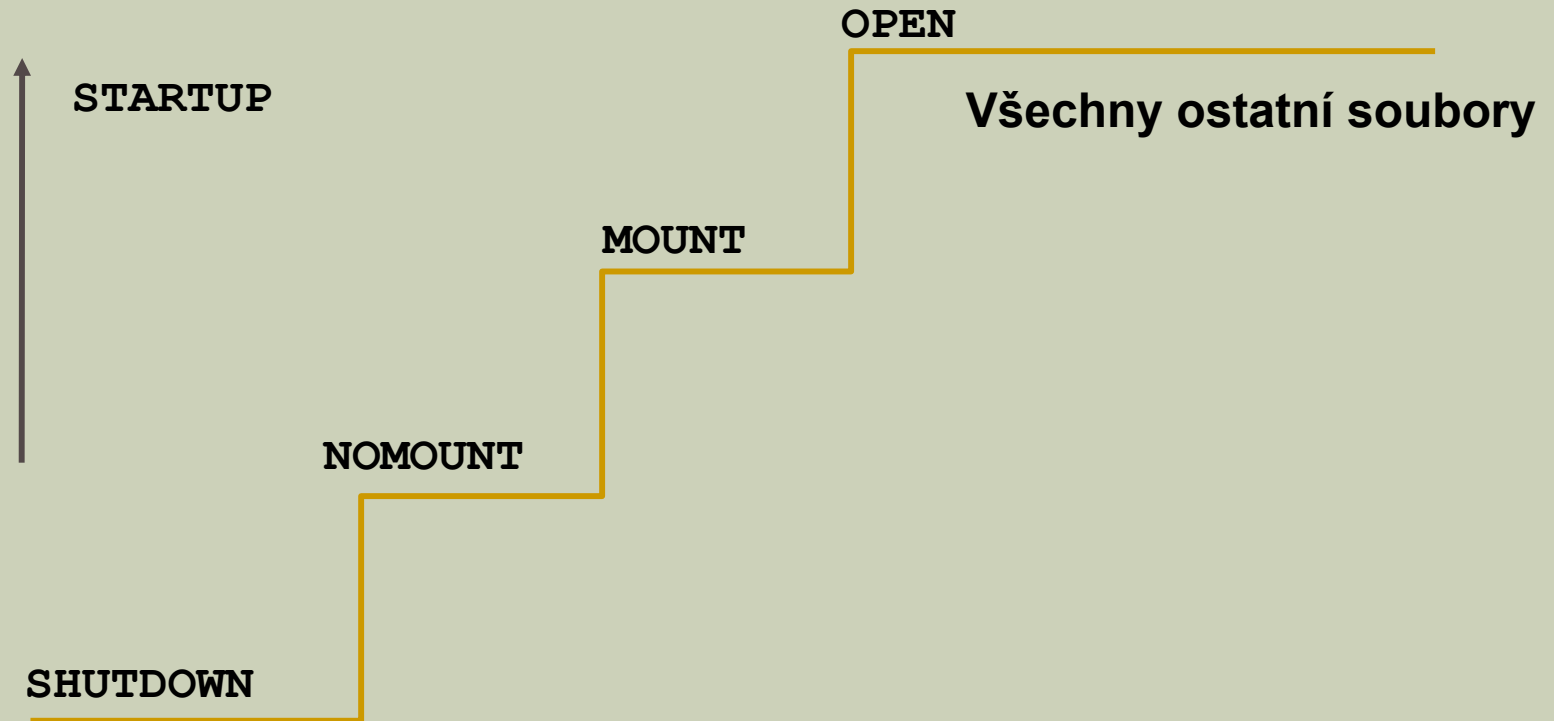 OPEN
STARTUP
Všechny ostatní soubory
MOUNT
NOMOUNT
SHUTDOWN